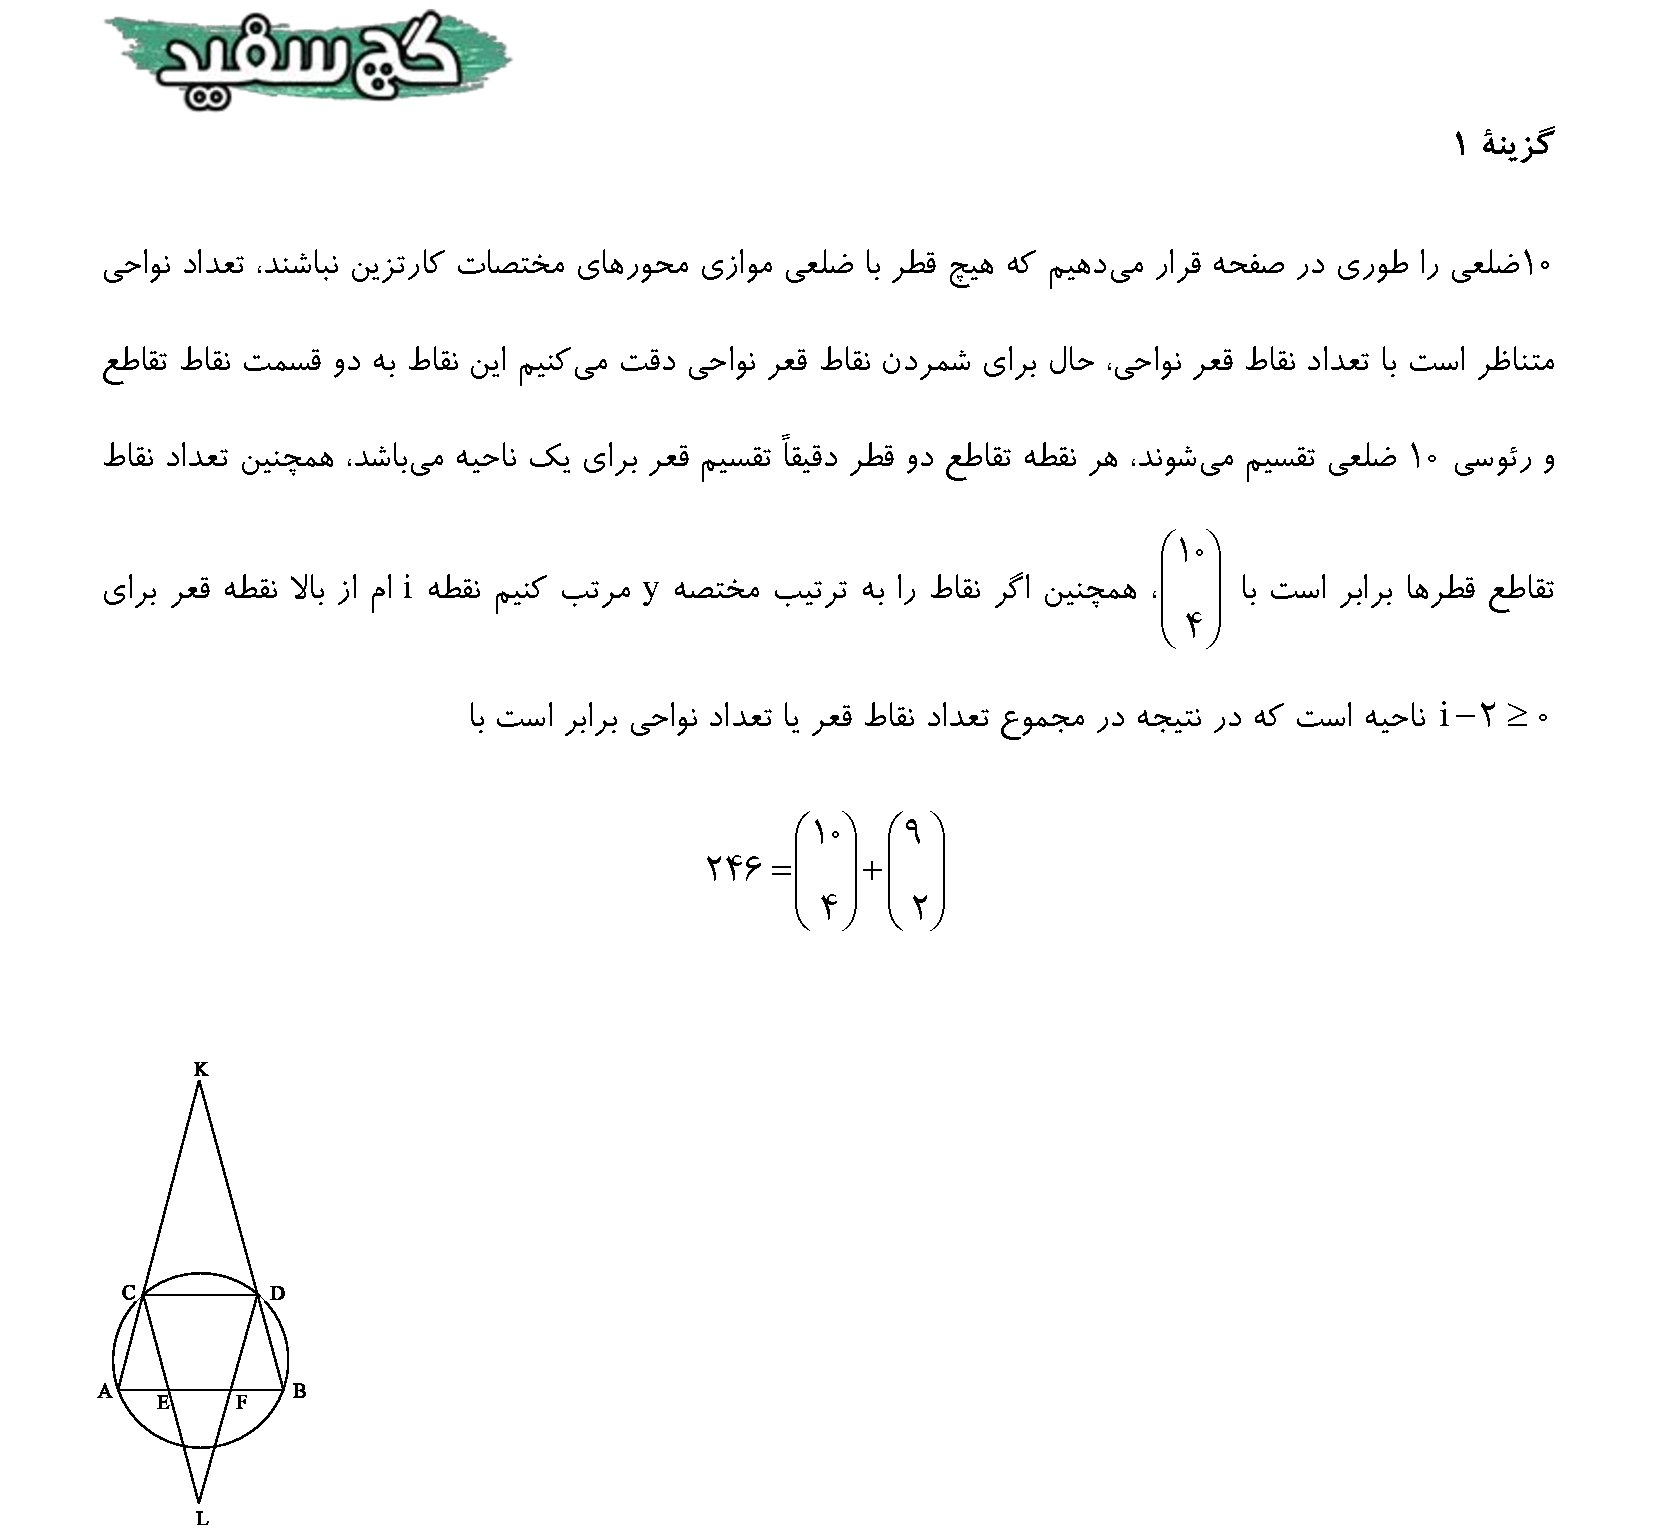 گچ سفید
گزینهٔ ۱
۱۰ضلعی را طوری در صفحه قرار می‌دهیم که هیچ قطر با ضلعی موازی محورهای مختصات کارتزین نباشند، تعداد نواحی
متناظر است با تعداد نقاط قعر نواحی، حال برای شمردن نقاط قعر نواحی دقت می‌کنیم این نقاط به دو قسمت نقاط تقاطع
و رئوسی ۱۰ ضلعی تقسیم می‌شوند، هر نقطه تقاطع دو قطر دقیقاً تقسیم قعر برای یک ناحیه می‌باشد، همچنین تعداد نقاط
تقاطع قطرها برابر است با (۱۰ ۴)، همچنین اگر نقاط را به ترتیب مختصه y مرتب کنیم نقطه i ام از بالا نقطه قعر برای
i − ۲ ≥ ۰ ناحیه است که در نتیجه در مجموع تعداد نقاط قعر یا تعداد نواحی برابر است با
۲۴۶ = (۱۰ ۴) + (۹ ۲)
K
C D
A E F B
L